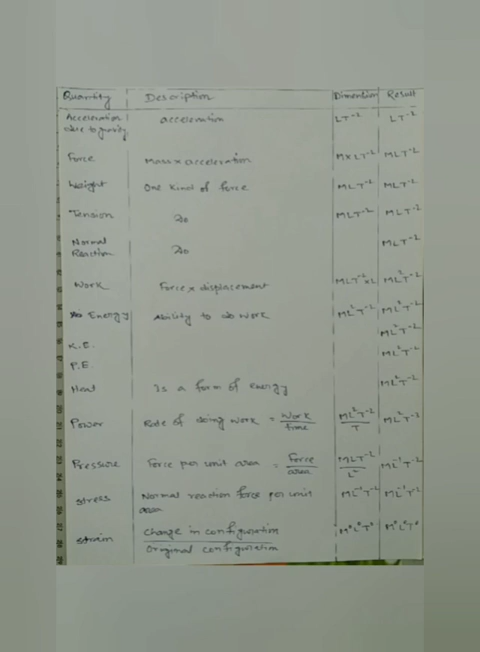 Quantity Description Dimension Result
Acceleration acceleration LT⁻² LT⁻²
due to gravity
Force Mass x acceleration M x LT⁻² MLT⁻²
Weight One kind of force MLT⁻² MLT⁻²
Tension Do MLT⁻² MLT⁻²
Normal Do MLT⁻²
Reaction
Work Force x displacement MLT⁻² x L ML²T⁻²
Energy Ability to do work ML²T⁻² ML²T⁻²
K.E. ML²T⁻²
P.E. ML²T⁻²
Heat Is a form of energy ML²T⁻²
Power Rate of doing work = Work/time ML²T⁻²/T ML²T⁻³
Pressure Force per unit area = Force/area MLT⁻²/L² ML⁻¹T⁻²
Stress Normal reaction force per unit ML⁻¹T⁻² ML⁻¹T⁻²
area
Strain Change in configuration M⁰L⁰T⁰ M⁰L⁰T⁰
Original configuration